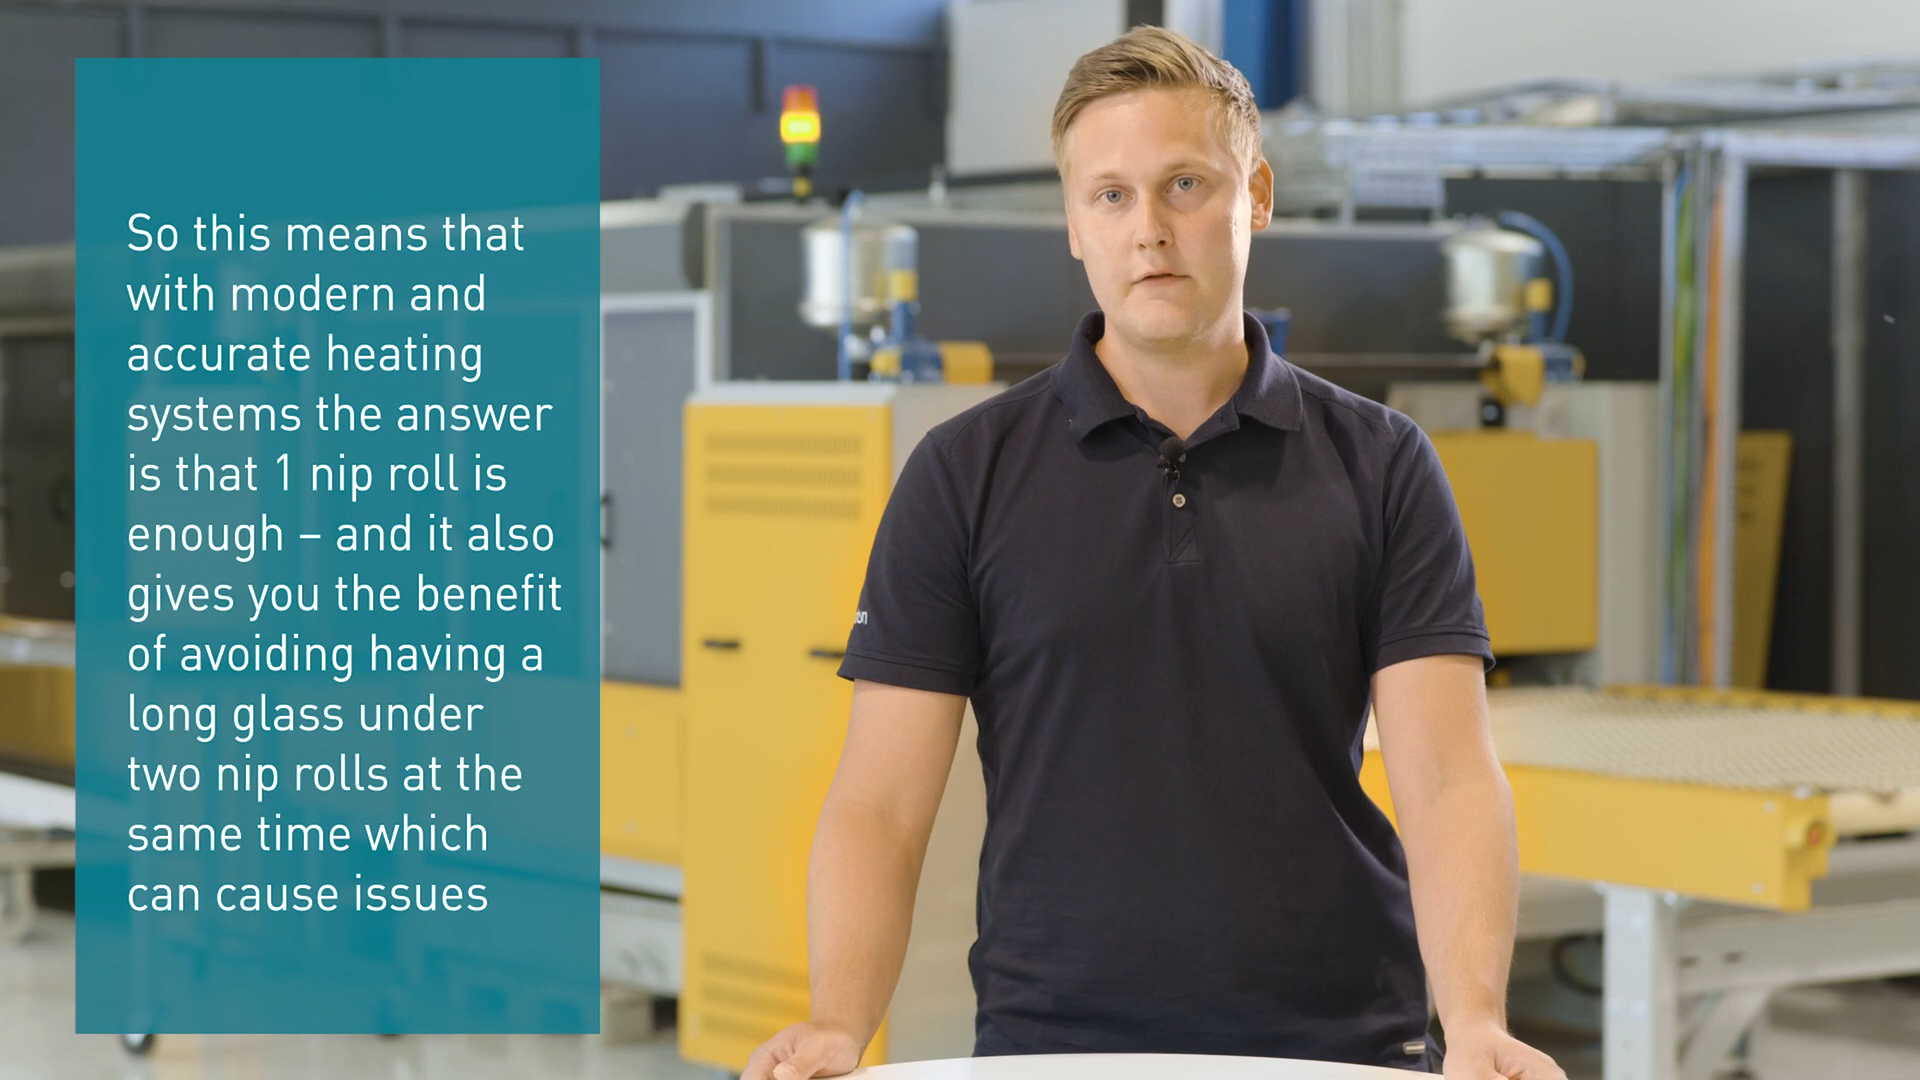 So this means that
with modern and
accurate heating
systems the answer
is that 1 nip roll is
enough – and it also
gives you the benefit
of avoiding having a
long glass under
two nip rolls at the
same time which
can cause issues